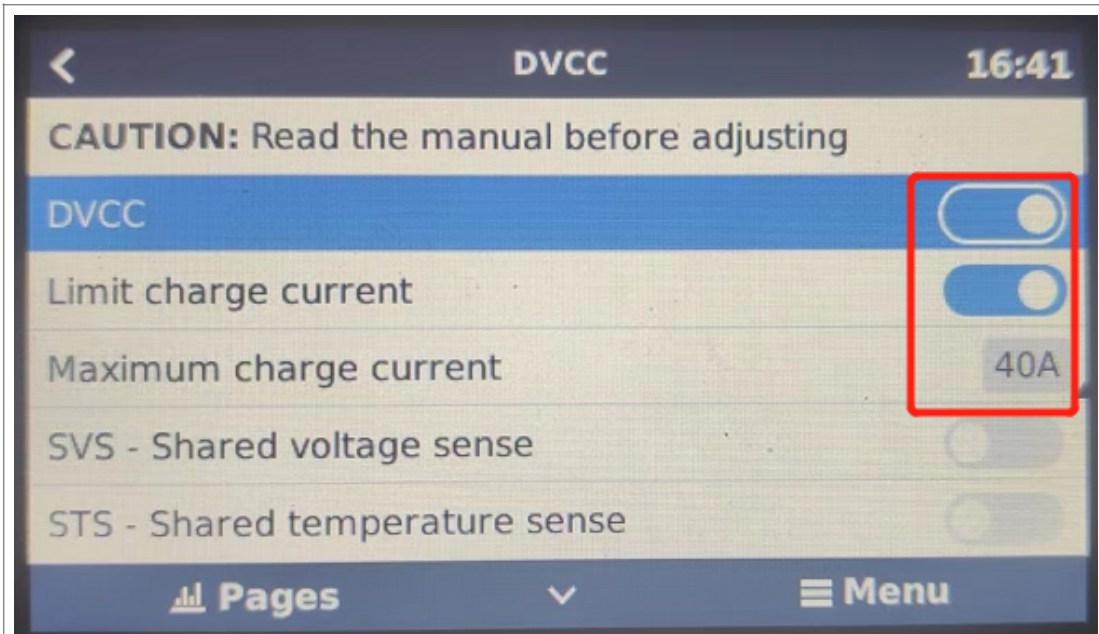 DVCC
16:41
CAUTION: Read the manual before adjusting
DVCC
Limit charge current
Maximum charge current 40A
SVS - Shared voltage sense
STS - Shared temperature sense
Pages Menu